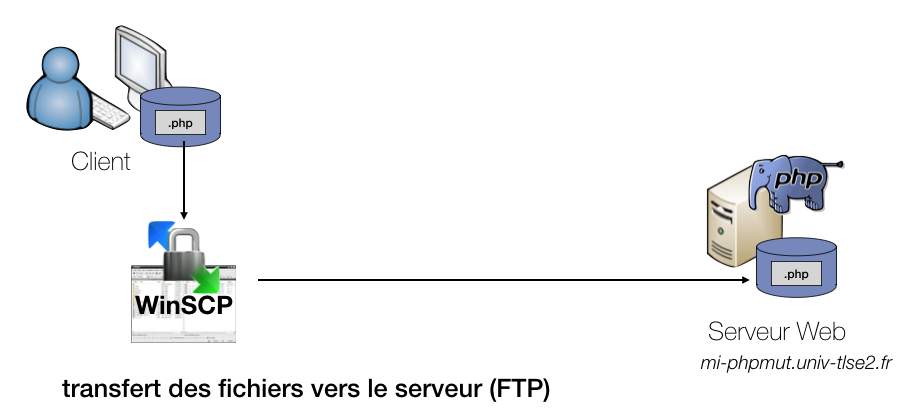 .php
Client
php
WinSCP
.php
Serveur Web
mi-phpmut.univ-tlse2.fr
transfert des fichiers vers le serveur (FTP)